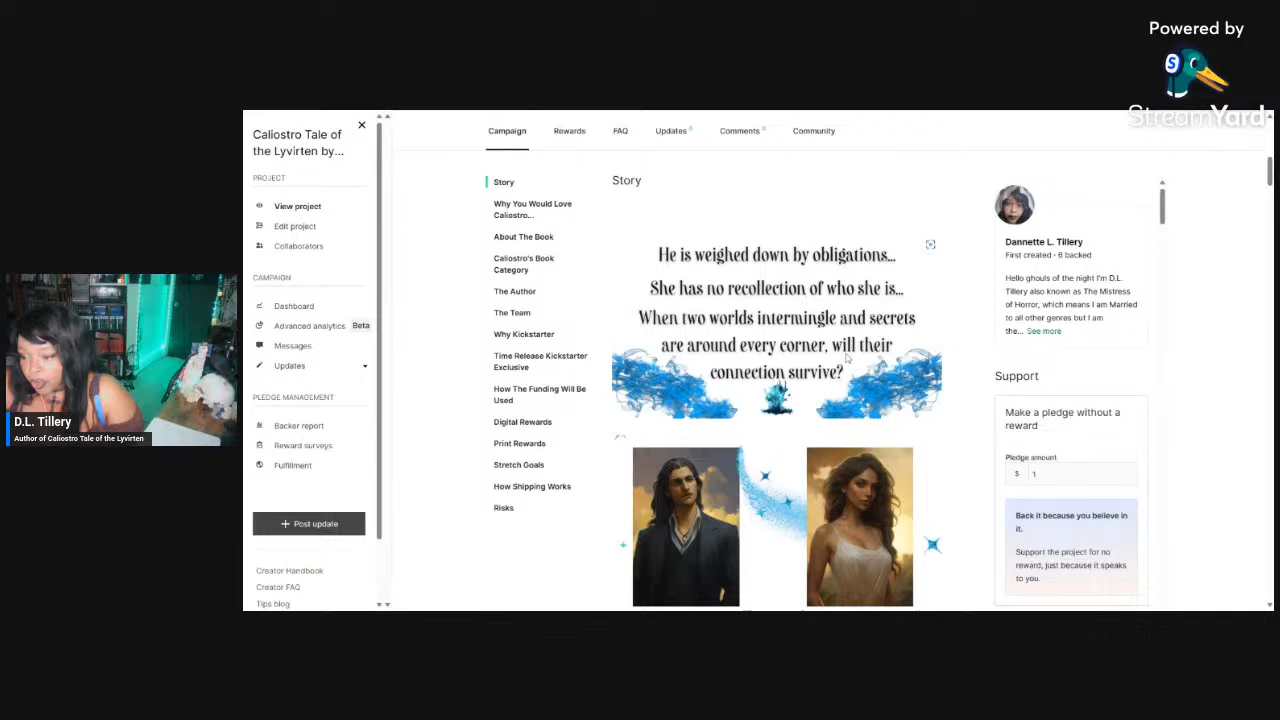 Powered by
S
StreamYard
Caliostro Tale of
the Lyvirten by...
PROJECT
View project
Edit project
Collaborators
CAMPAIGN
Dashboard
Advanced analytics Beta
Messages
Updates
PLEDGE MANAGEMENT
Backer report
Reward surveys
Fulfillment
+ Post update
Creator Handbook
Creator FAQ
Tips blog
D.L. Tillery
Author of Caliostro Tale of the Lyvirten
Campaign Rewards FAQ Updates 0 Comments 0 Community
Story
Why You Would Love
Caliostro...
About The Book
Caliostro's Book
Category
The Author
The Team
Why Kickstarter
Time Release Kickstarter
Exclusive
How The Funding Will Be
Used
Digital Rewards
Print Rewards
Stretch Goals
How Shipping Works
Risks
Story
He is weighed down by obligations...
She has no recollection of who she is...
When two worlds intermingle and secrets
are around every corner, will their
connection survive?
Dannette L. Tillery
First created · 6 backed
Hello ghouls of the night I'm D.L.
Tillery also known as The Mistress
of Horror, which means I am Married
to all other genres but I am
the... See more
Support
Make a pledge without a
reward
Pledge amount
$ 1
Back it because you believe in
it.
Support the project for no
reward, just because it speaks
to you.